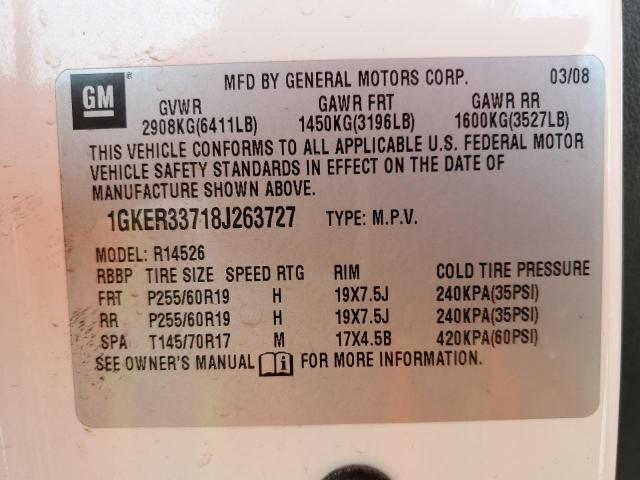 GM ® MFD BY GENERAL MOTORS CORP. 03/08
GVWR GAWR FRT GAWR RR
2908KG(6411LB) 1450KG(3196LB) 1600KG(3527LB)
THIS VEHICLE CONFORMS TO ALL APPLICABLE U.S. FEDERAL MOTOR
VEHICLE SAFETY STANDARDS IN EFFECT ON THE DATE OF
MANUFACTURE SHOWN ABOVE.
1GKER33718J263727 TYPE: M.P.V.
MODEL: R14526
RBBP TIRE SIZE SPEED RTG RIM COLD TIRE PRESSURE
FRT P255/60R19 H 19X7.5J 240KPA(35PSI)
RR P255/60R19 H 19X7.5J 240KPA(35PSI)
SPA T145/70R17 M 17X4.5B 420KPA(60PSI)
SEE OWNER'S MANUAL i FOR MORE INFORMATION.